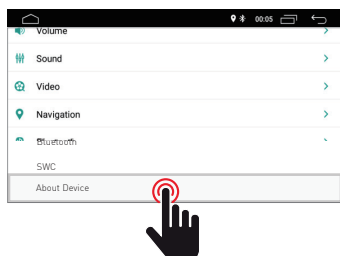 00:05
Volume
Sound
Video
Navigation
Bluetooth
SWC
About Device